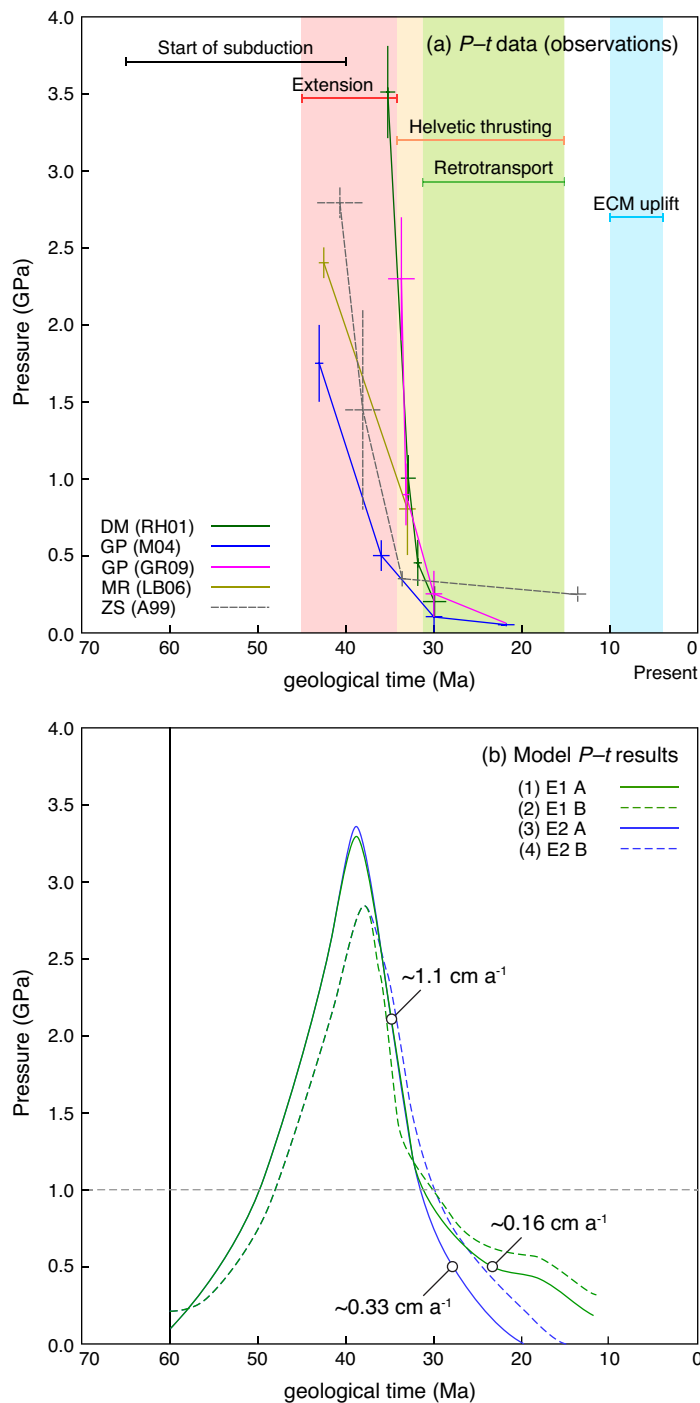 4.0
(a) P–t data (observations)
Start of subduction
3.5
Extension
Helvetic thrusting
3.0
Retrotransport
ECM uplift
2.5
Pressure (GPa)
2.0
1.5
1.0
DM (RH01)
GP (M04)
0.5
GP (GR09)
MR (LB06)
ZS (A99)
0.0
70 60 50 40 30 20 10 0
geological time (Ma)
Present
4.0
(b) Model P–t results
3.5
(1) E1 A
(2) E1 B
(3) E2 A
(4) E2 B
3.0
2.5
~1.1 cm a-1
Pressure (GPa)
2.0
1.5
1.0
~0.16 cm a-1
0.5
~0.33 cm a-1
0.0
70 60 50 40 30 20 10 0
geological time (Ma)